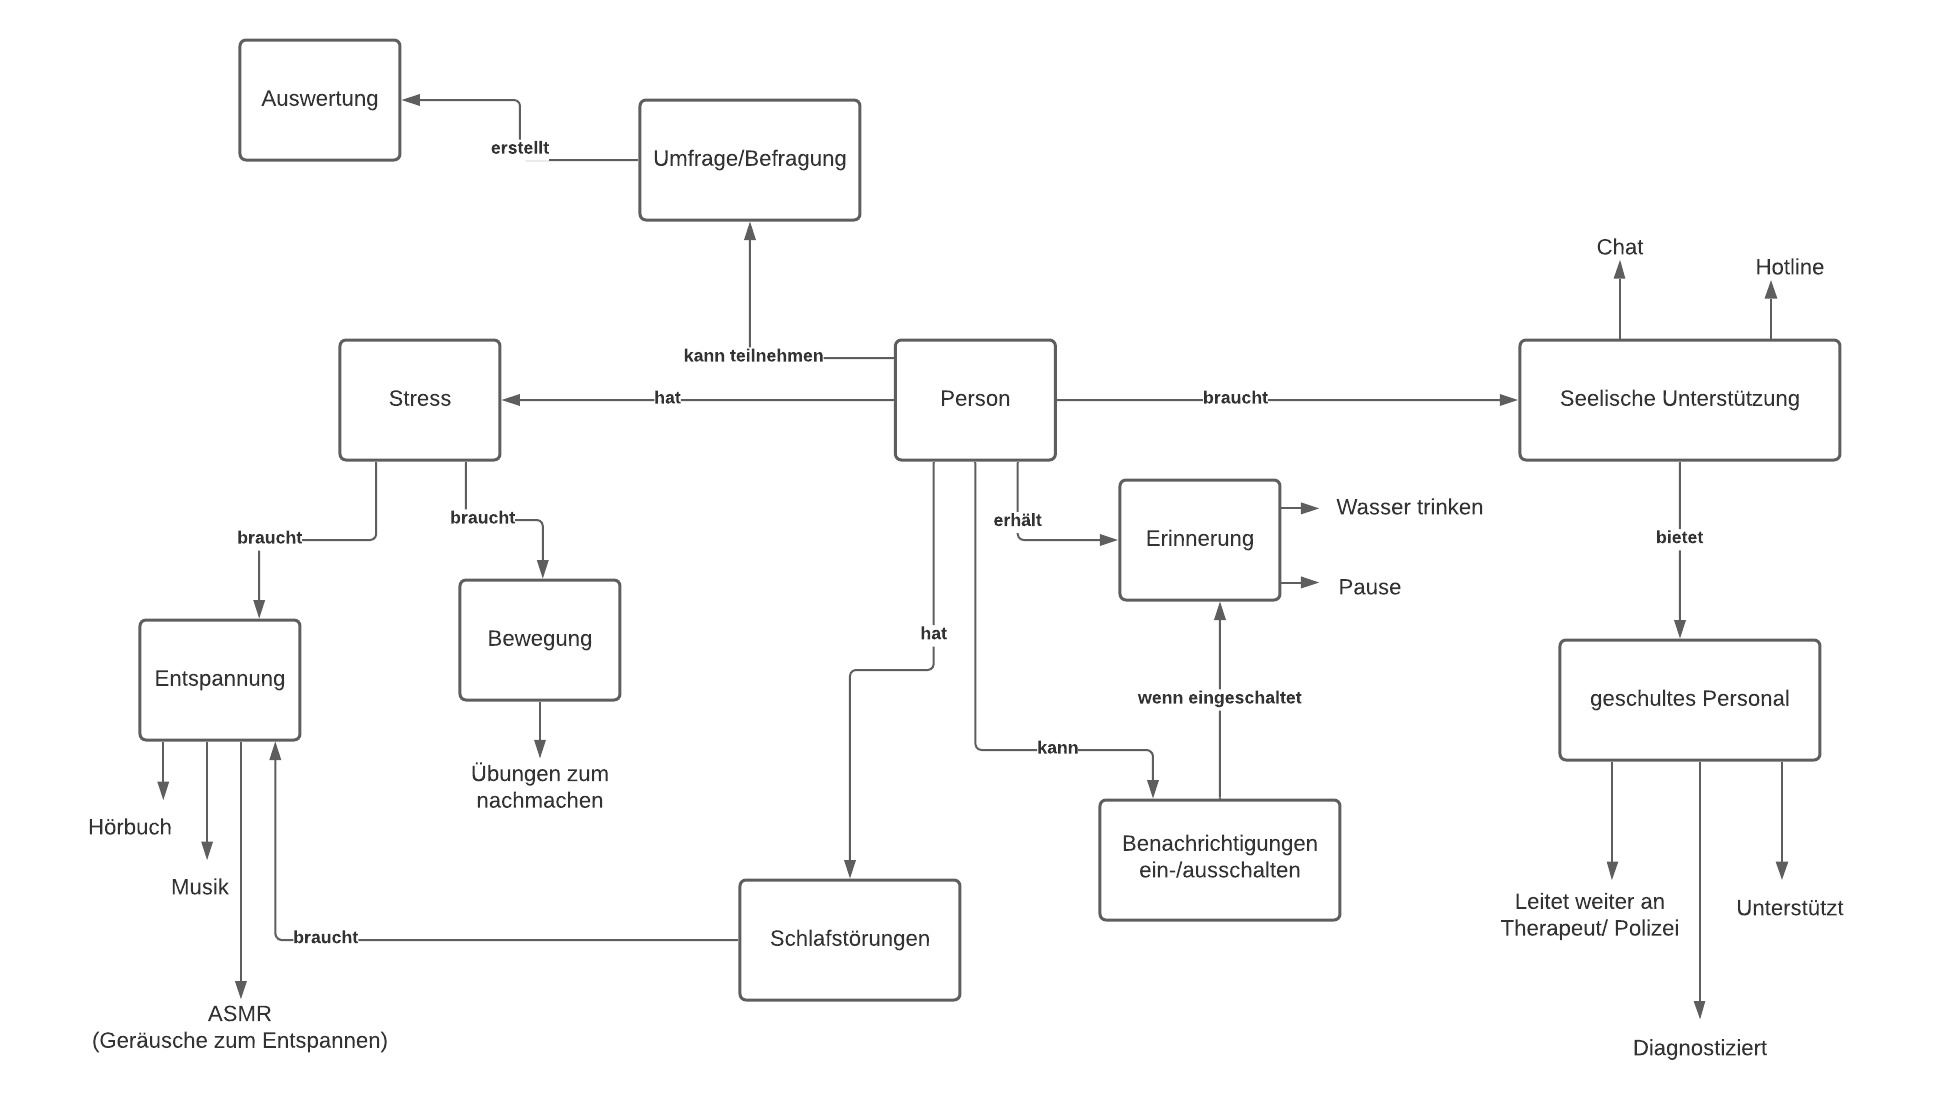 Auswertung
erstellt
Umfrage/Befragung
Chat
Hotline
kann teilnehmen
Stress
hat
Person
braucht
Seelische Unterstützung
braucht
braucht
erhält
Erinnerung
Wasser trinken
Pause
bietet
Entspannung
Bewegung
hat
wenn eingeschaltet
geschultes Personal
kann
Übungen zum
nachmachen
Hörbuch
Musik
Benachrichtigungen
ein-/ausschalten
braucht
Schlafstörungen
Leitet weiter an
Therapeut/ Polizei
Unterstützt
ASMR
(Geräusche zum Entspannen)
Diagnostiziert